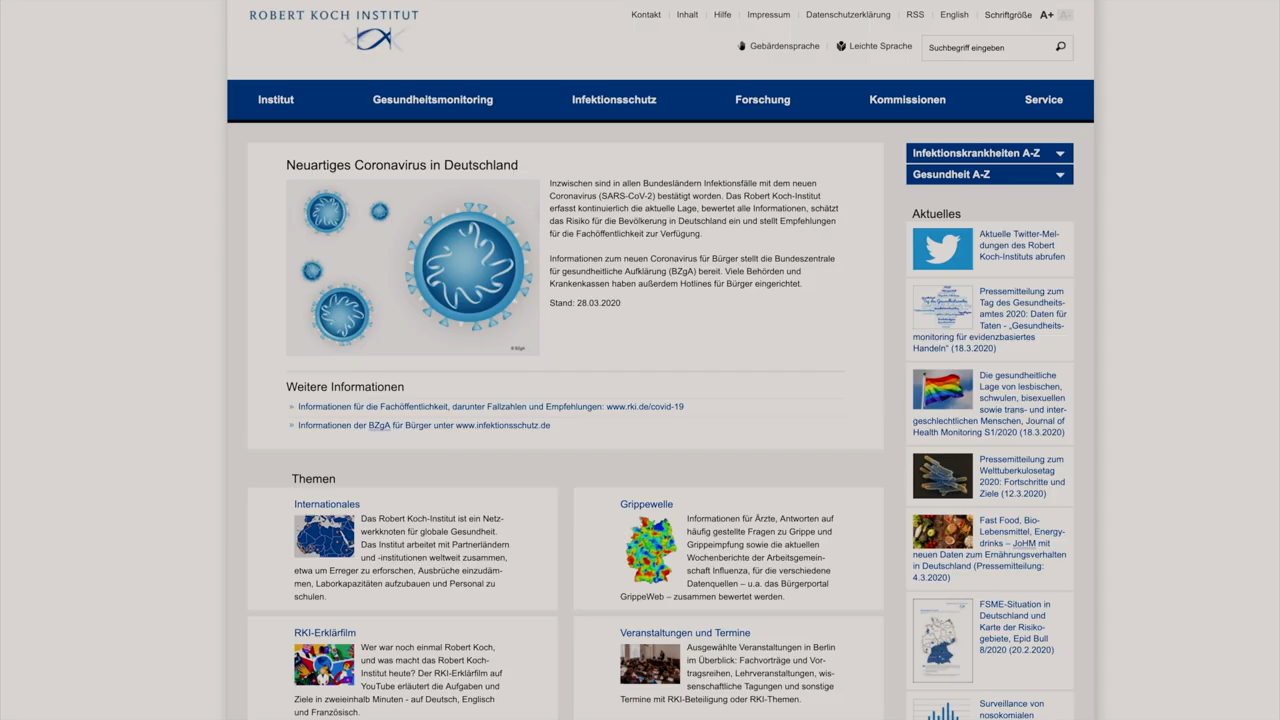 ROBERT KOCH INSTITUT
Kontakt
Inhalt
Hilfe
Impressum
Datenschutzerklärung
RSS
English
Schriftgröße
A+
A-
Gebärdensprache
Leichte Sprache
Suchbegriff eingeben
Institut
Gesundheitsmonitoring
Infektionsschutz
Forschung
Kommissionen
Service
Neuartiges Coronavirus in Deutschland
© BZgA
Inzwischen sind in allen Bundesländern Infektionsfälle mit dem neuen
Coronavirus (SARS-CoV-2) bestätigt worden. Das Robert Koch-Institut
erfasst kontinuierlich die aktuelle Lage, bewertet alle Informationen, schätzt
das Risiko für die Bevölkerung in Deutschland ein und stellt Empfehlungen
für die Fachöffentlichkeit zur Verfügung.
Informationen zum neuen Coronavirus für Bürger stellt die Bundeszentrale
für gesundheitliche Aufklärung (BZgA) bereit. Viele Behörden und
Krankenkassen haben außerdem Hotlines für Bürger eingerichtet.
Stand: 28.03.2020
Weitere Informationen
Informationen für die Fachöffentlichkeit, darunter Fallzahlen und Empfehlungen: www.rki.de/covid-19
Informationen der BZgA für Bürger unter www.infektionsschutz.de
Themen
Internationales
Das Robert Koch-Institut ist ein Netz-
werkknoten für globale Gesundheit.
Das Institut arbeitet mit Partnerländern
und -institutionen weltweit zusammen,
etwa um Erreger zu erforschen, Ausbrüche einzudäm-
men, Laborkapazitäten aufzubauen und Personal zu
schulen.
Grippewelle
Informationen für Ärzte, Antworten auf
häufig gestellte Fragen zu Grippe und
Grippeimpfung sowie die aktuellen
Wochenberichte der Arbeitsgemein-
schaft Influenza, für die verschiedene
Datenquellen – u.a. das Bürgerportal
GrippeWeb – zusammen bewertet werden.
RKI-Erklärfilm
Wer war noch einmal Robert Koch,
und was macht das Robert Koch-
Institut heute? Der RKI-Erklärfilm auf
YouTube erläutert die Aufgaben und
Ziele in zweieinhalb Minuten - auf Deutsch, Englisch
und Französisch.
Veranstaltungen und Termine
Ausgewählte Veranstaltungen in Berlin
im Überblick: Fachvorträge und Vor-
tragsreihen, Lehrveranstaltungen, wis-
senschaftliche Tagungen und sonstige
Termine mit RKI-Beteiligung oder RKI-Themen.
Infektionskrankheiten A-Z
Gesundheit A-Z
Aktuelles
Aktuelle Twitter-Mel-
dungen des Robert
Koch-Instituts abrufen
Pressemitteilung zum
Tag des Gesundheits-
amtes 2020: Daten für
Taten - „Gesundheits-
monitoring für evidenzbasiertes
Handeln“ (18.3.2020)
Die gesundheitliche
Lage von lesbischen,
schwulen, bisexuellen
sowie trans- und inter-
geschlechtlichen Menschen, Journal of
Health Monitoring S1/2020 (18.3.2020)
Pressemitteilung zum
Welttuberkulosetag
2020: Fortschritte und
Ziele (12.3.2020)
Fast Food, Bio-
Lebensmittel, Energy-
drinks – JoHM mit
neuen Daten zum Ernährungsverhalten
in Deutschland (Pressemitteilung:
4.3.2020)
FSME-Situation in
Deutschland und
Karte der Risiko-
gebiete, Epid Bull
8/2020 (20.2.2020)
Surveillance von
nosokomialen